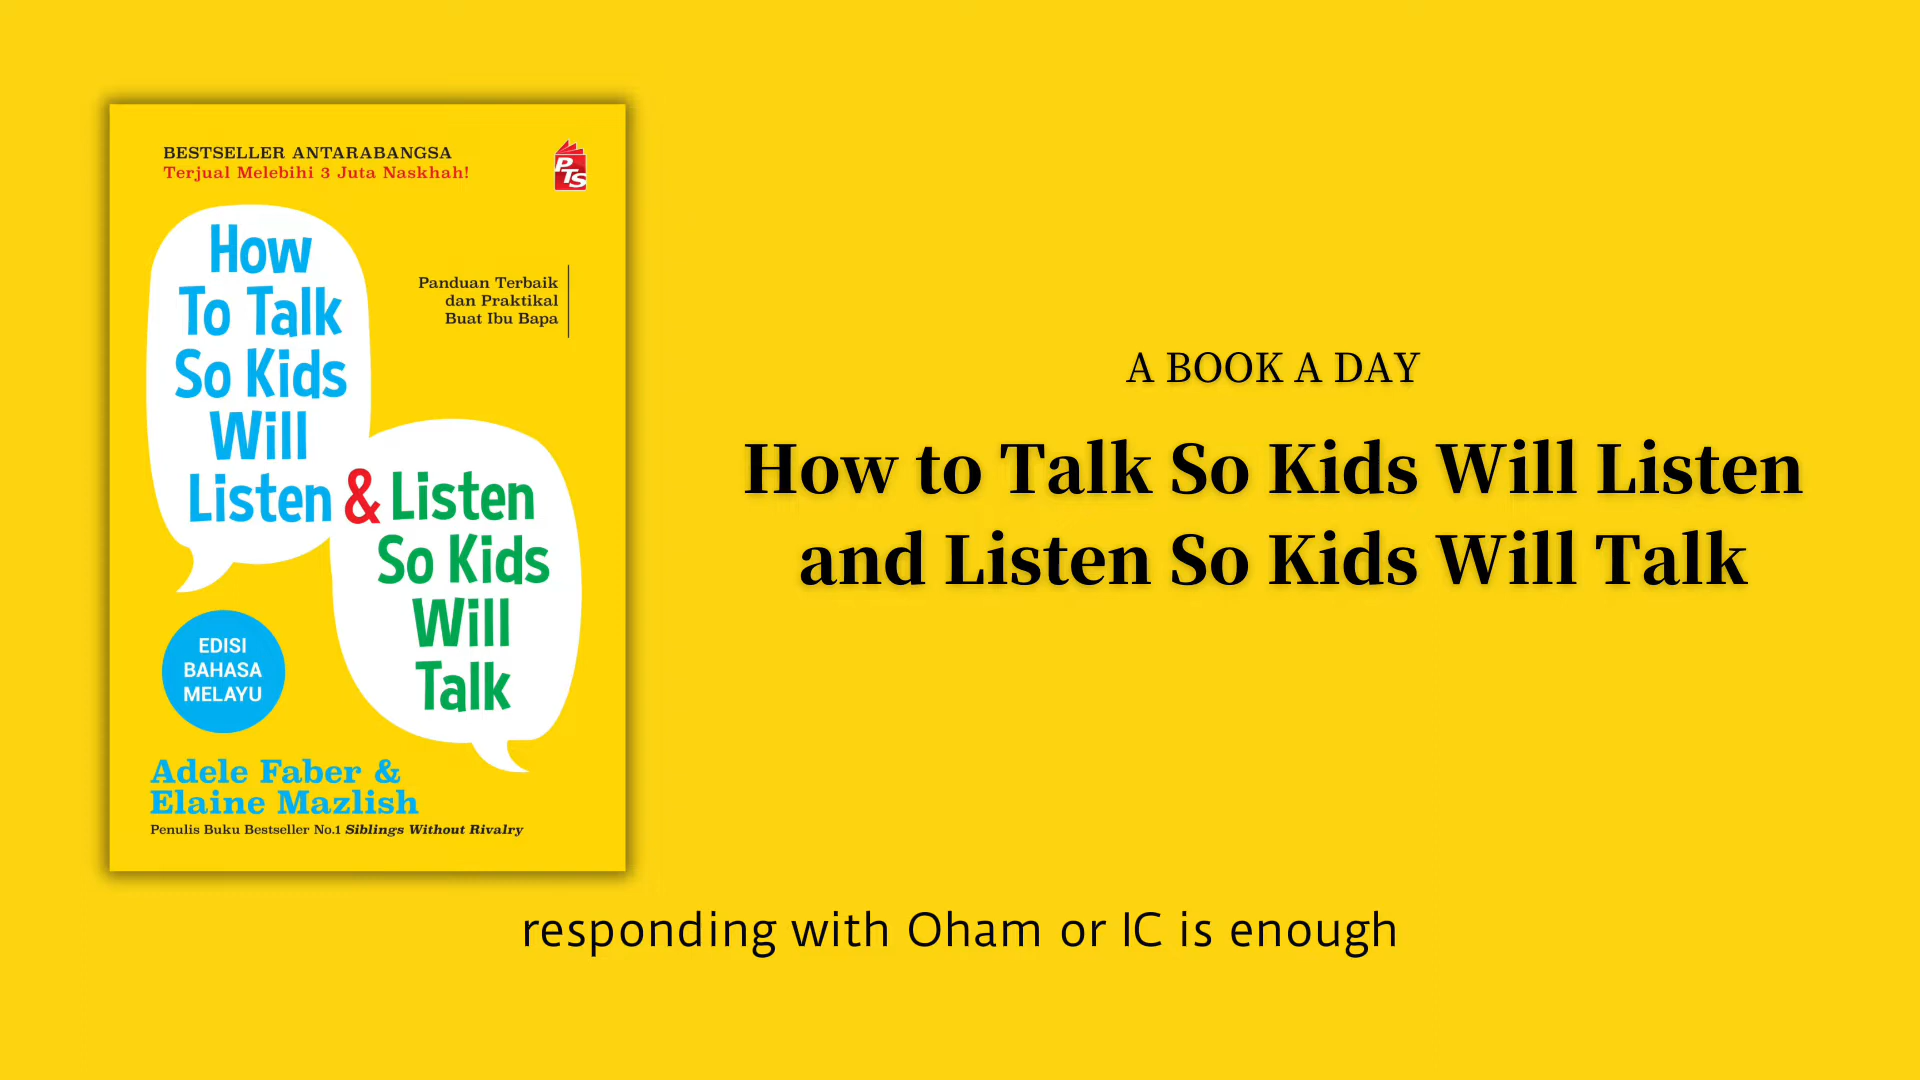 BESTSELLER ANTARABANGSA
Terjual Melebihi 3 Juta Naskhah!
PTS
How
To Talk
So Kids
Will
Listen & Listen
So Kids
Will
Talk
Panduan Terbaik
dan Praktikal
Buat Ibu Bapa
EDISI
BAHASA
MELAYU
Adele Faber &
Elaine Mazlish
Penulis Buku Bestseller No.1 Siblings Without Rivalry
A BOOK A DAY
How to Talk So Kids Will Listen
and Listen So Kids Will Talk
responding with Oham or IC is enough